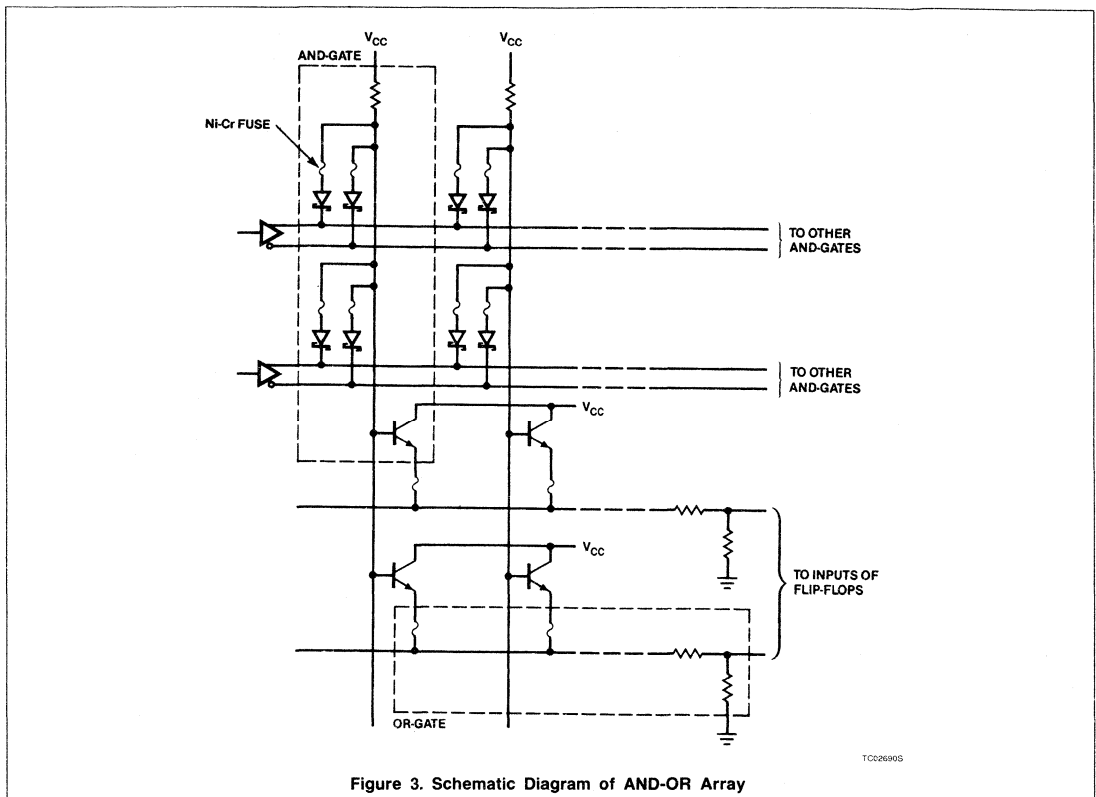 VCC
VCC
AND-GATE
Ni-Cr FUSE
TO OTHER
AND-GATES
TO OTHER
AND-GATES
VCC
VCC
TO INPUTS OF
FLIP-FLOPS
OR-GATE
TC02690S
Figure 3. Schematic Diagram of AND-OR Array